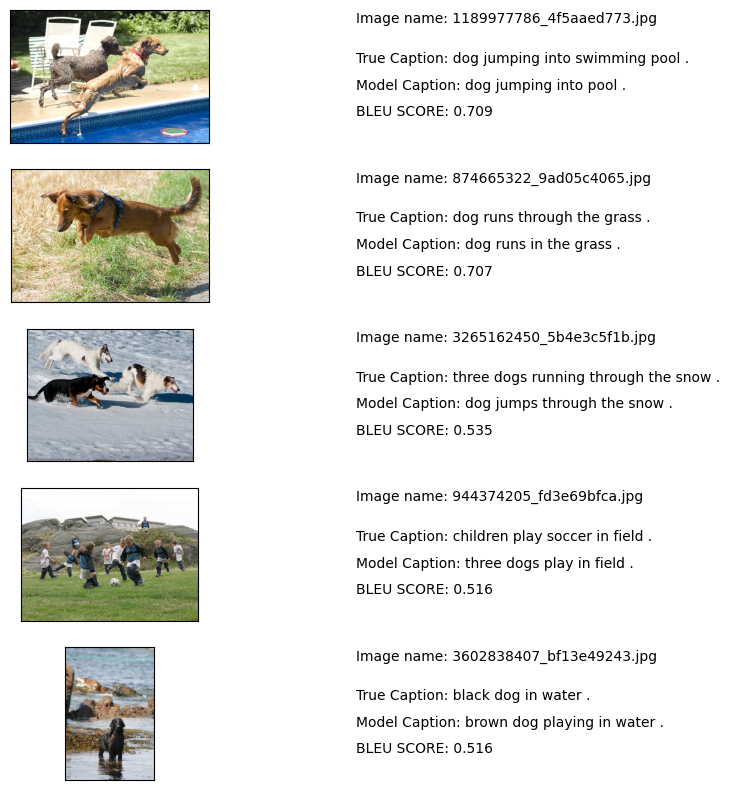 Image name: 1189977786_4f5aaed773.jpg
True Caption: dog jumping into swimming pool .
Model Caption: dog jumping into pool .
BLEU SCORE: 0.709
Image name: 874665322_9ad05c4065.jpg
True Caption: dog runs through the grass .
Model Caption: dog runs in the grass .
BLEU SCORE: 0.707
Image name: 3265162450_5b4e3c5f1b.jpg
True Caption: three dogs running through the snow .
Model Caption: dog jumps through the snow .
BLEU SCORE: 0.535
Image name: 944374205_fd3e69bfca.jpg
True Caption: children play soccer in field .
Model Caption: three dogs play in field .
BLEU SCORE: 0.516
Image name: 3602838407_bf13e49243.jpg
True Caption: black dog in water .
Model Caption: brown dog playing in water .
BLEU SCORE: 0.516